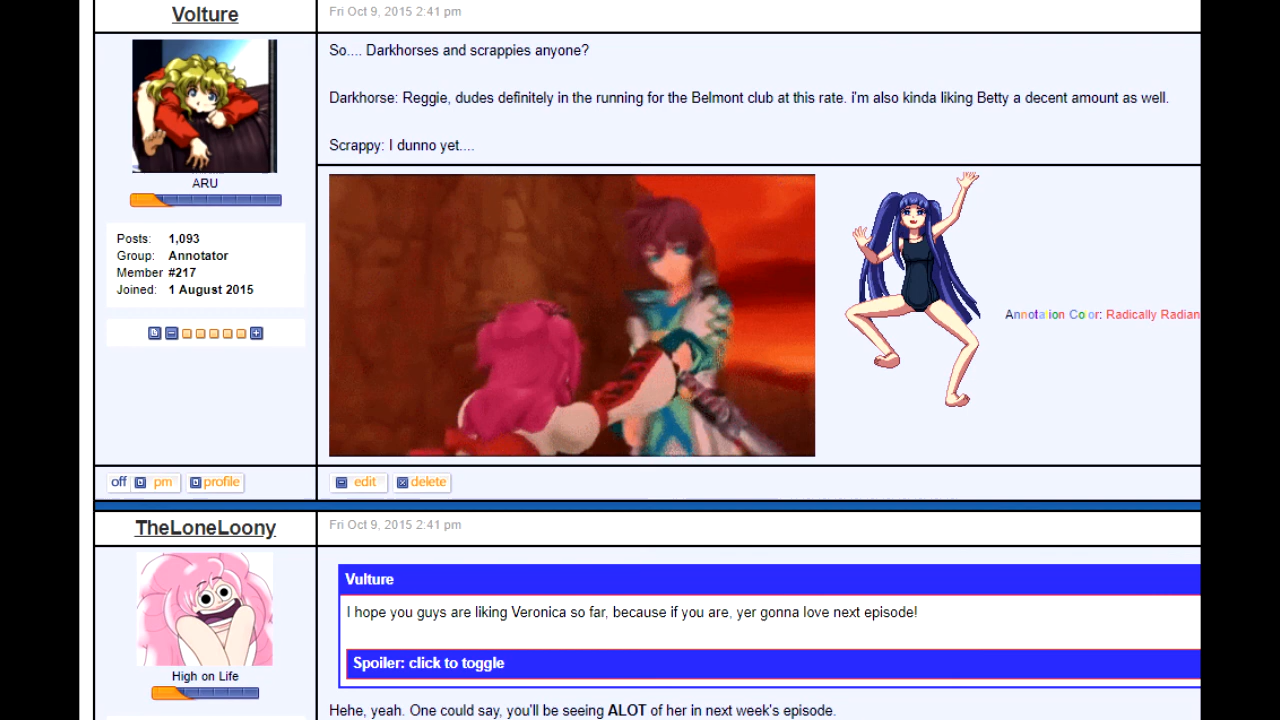 Volture
Fri Oct 9, 2015 2:41 pm
So.... Darkhorses and scrappies anyone?
Darkhorse: Reggie, dudes definitely in the running for the Belmont club at this rate. i'm also kinda liking Betty a decent amount as well.
Scrappy: I dunno yet....
ARU
Posts: 1,093
Group: Annotator
Member #217
Joined: 1 August 2015
Annotation Color: Radically Radian
off pm profile
edit delete
TheLoneLoony
Fri Oct 9, 2015 2:41 pm
Vulture
I hope you guys are liking Veronica so far, because if you are, yer gonna love next episode!
Spoiler: click to toggle
High on Life
Hehe, yeah. One could say, you'll be seeing ALOT of her in next week's episode.